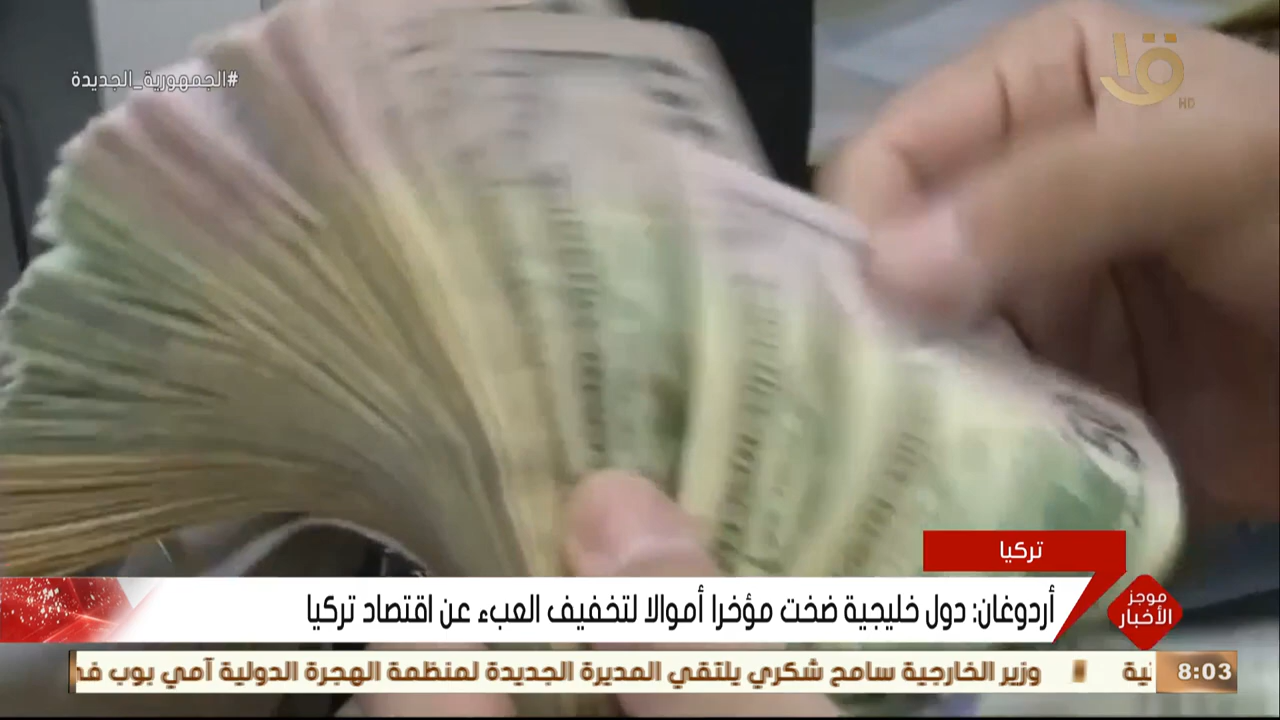 #الجمهورية_الجديدة
HD
تركيا
أردوغان: دول خليجية ضخت مؤخرا أموالا لتخفيف العبء عن اقتصاد تركيا
موجز
الأخبار
8:03 وزير الخارجية سامح شكري يلتقي المديرة الجديدة لمنظمة الهجرة الدولية آمي بوب